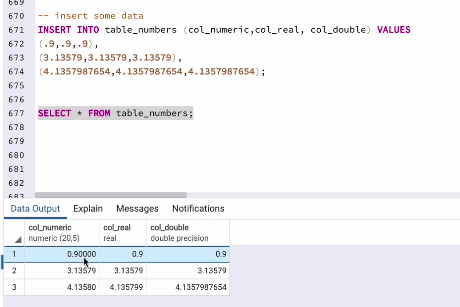 669
670 -- insert some data
671 INSERT INTO table_numbers (col_numeric,col_real, col_double) VALUES
672 (.9,.9,.9),
673 (3.13579,3.13579,3.13579),
674 (4.1357987654,4.1357987654,4.1357987654);
675
676
677 SELECT * FROM table_numbers;
678
679
680
681
682
683
Data Output Explain Messages Notifications
col_numeric col_real col_double
numeric (20,5) real double precision
1 0.90000 0.9 0.9
2 3.13579 3.13579 3.13579
3 4.13580 4.135799 4.1357987654